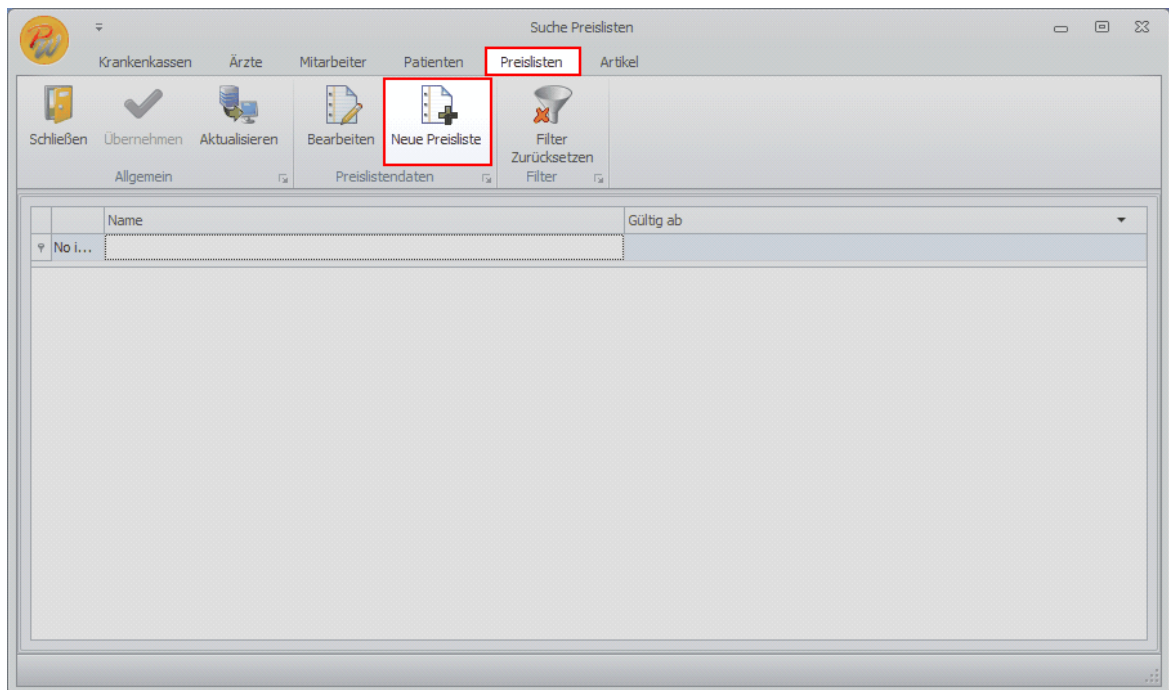 PW
Suche Preislisten
Krankenkassen Ärzte Mitarbeiter Patienten Preislisten Artikel
Schließen Übernehmen Aktualisieren Bearbeiten Neue Preisliste Filter
Zurücksetzen
Allgemein Preislistendaten Filter
Name Gültig ab
No i...